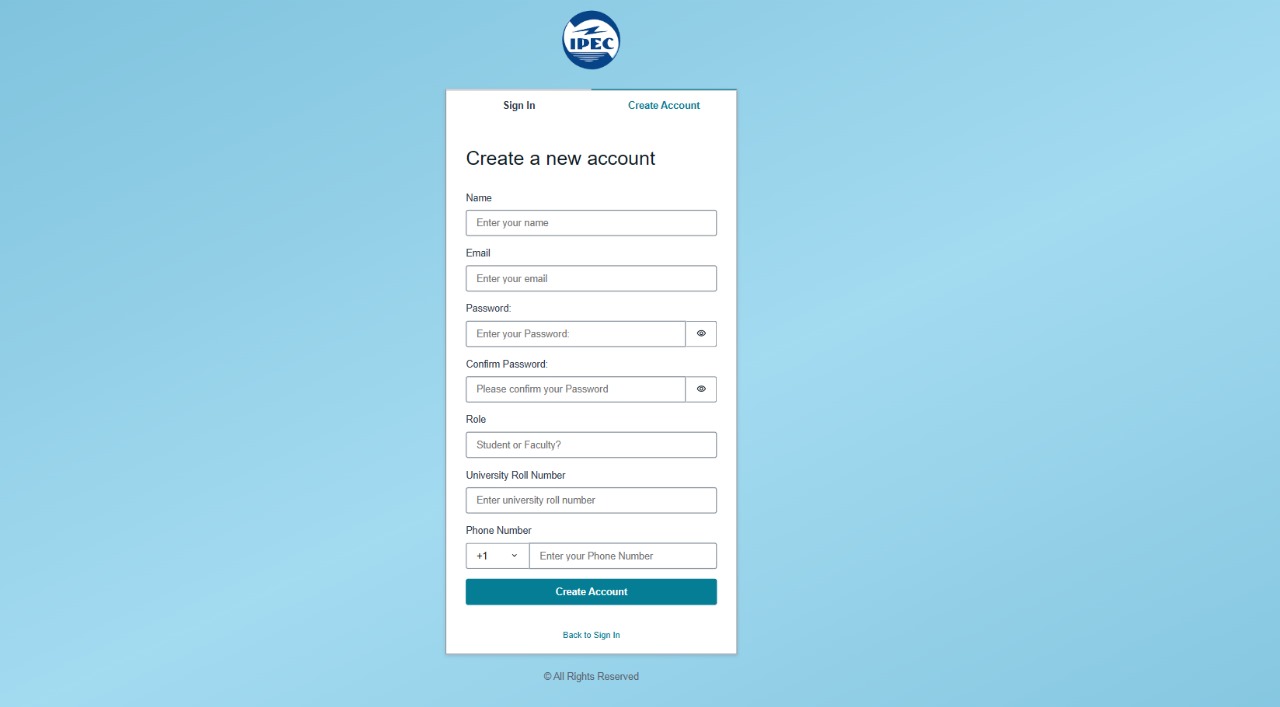 IPEC
Sign In
Create Account
Create a new account
Name
Enter your name
Email
Enter your email
Password:
Enter your Password:
Confirm Password:
Please confirm your Password
Role
Student or Faculty?
University Roll Number
Enter university roll number
Phone Number
+1
Enter your Phone Number
Create Account
Back to Sign In
© All Rights Reserved